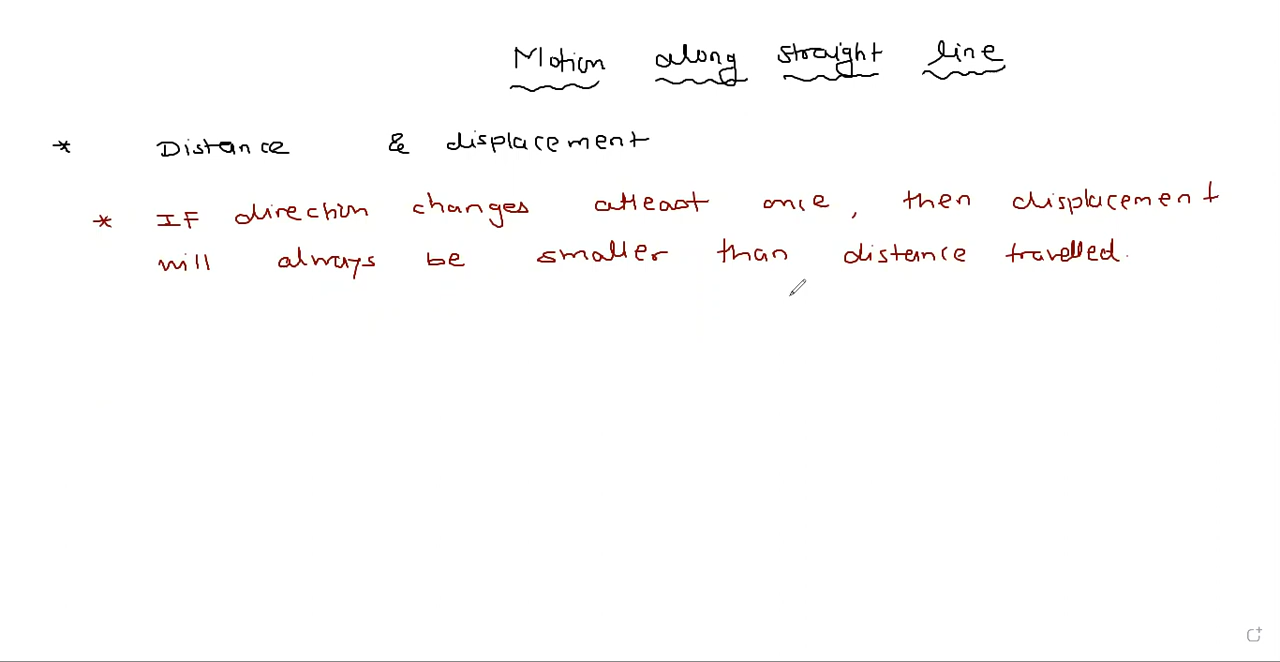 Motion along straight line
* Distance & displacement
* IF direction changes atleast once, then displacement
will always be smaller than distance travelled.